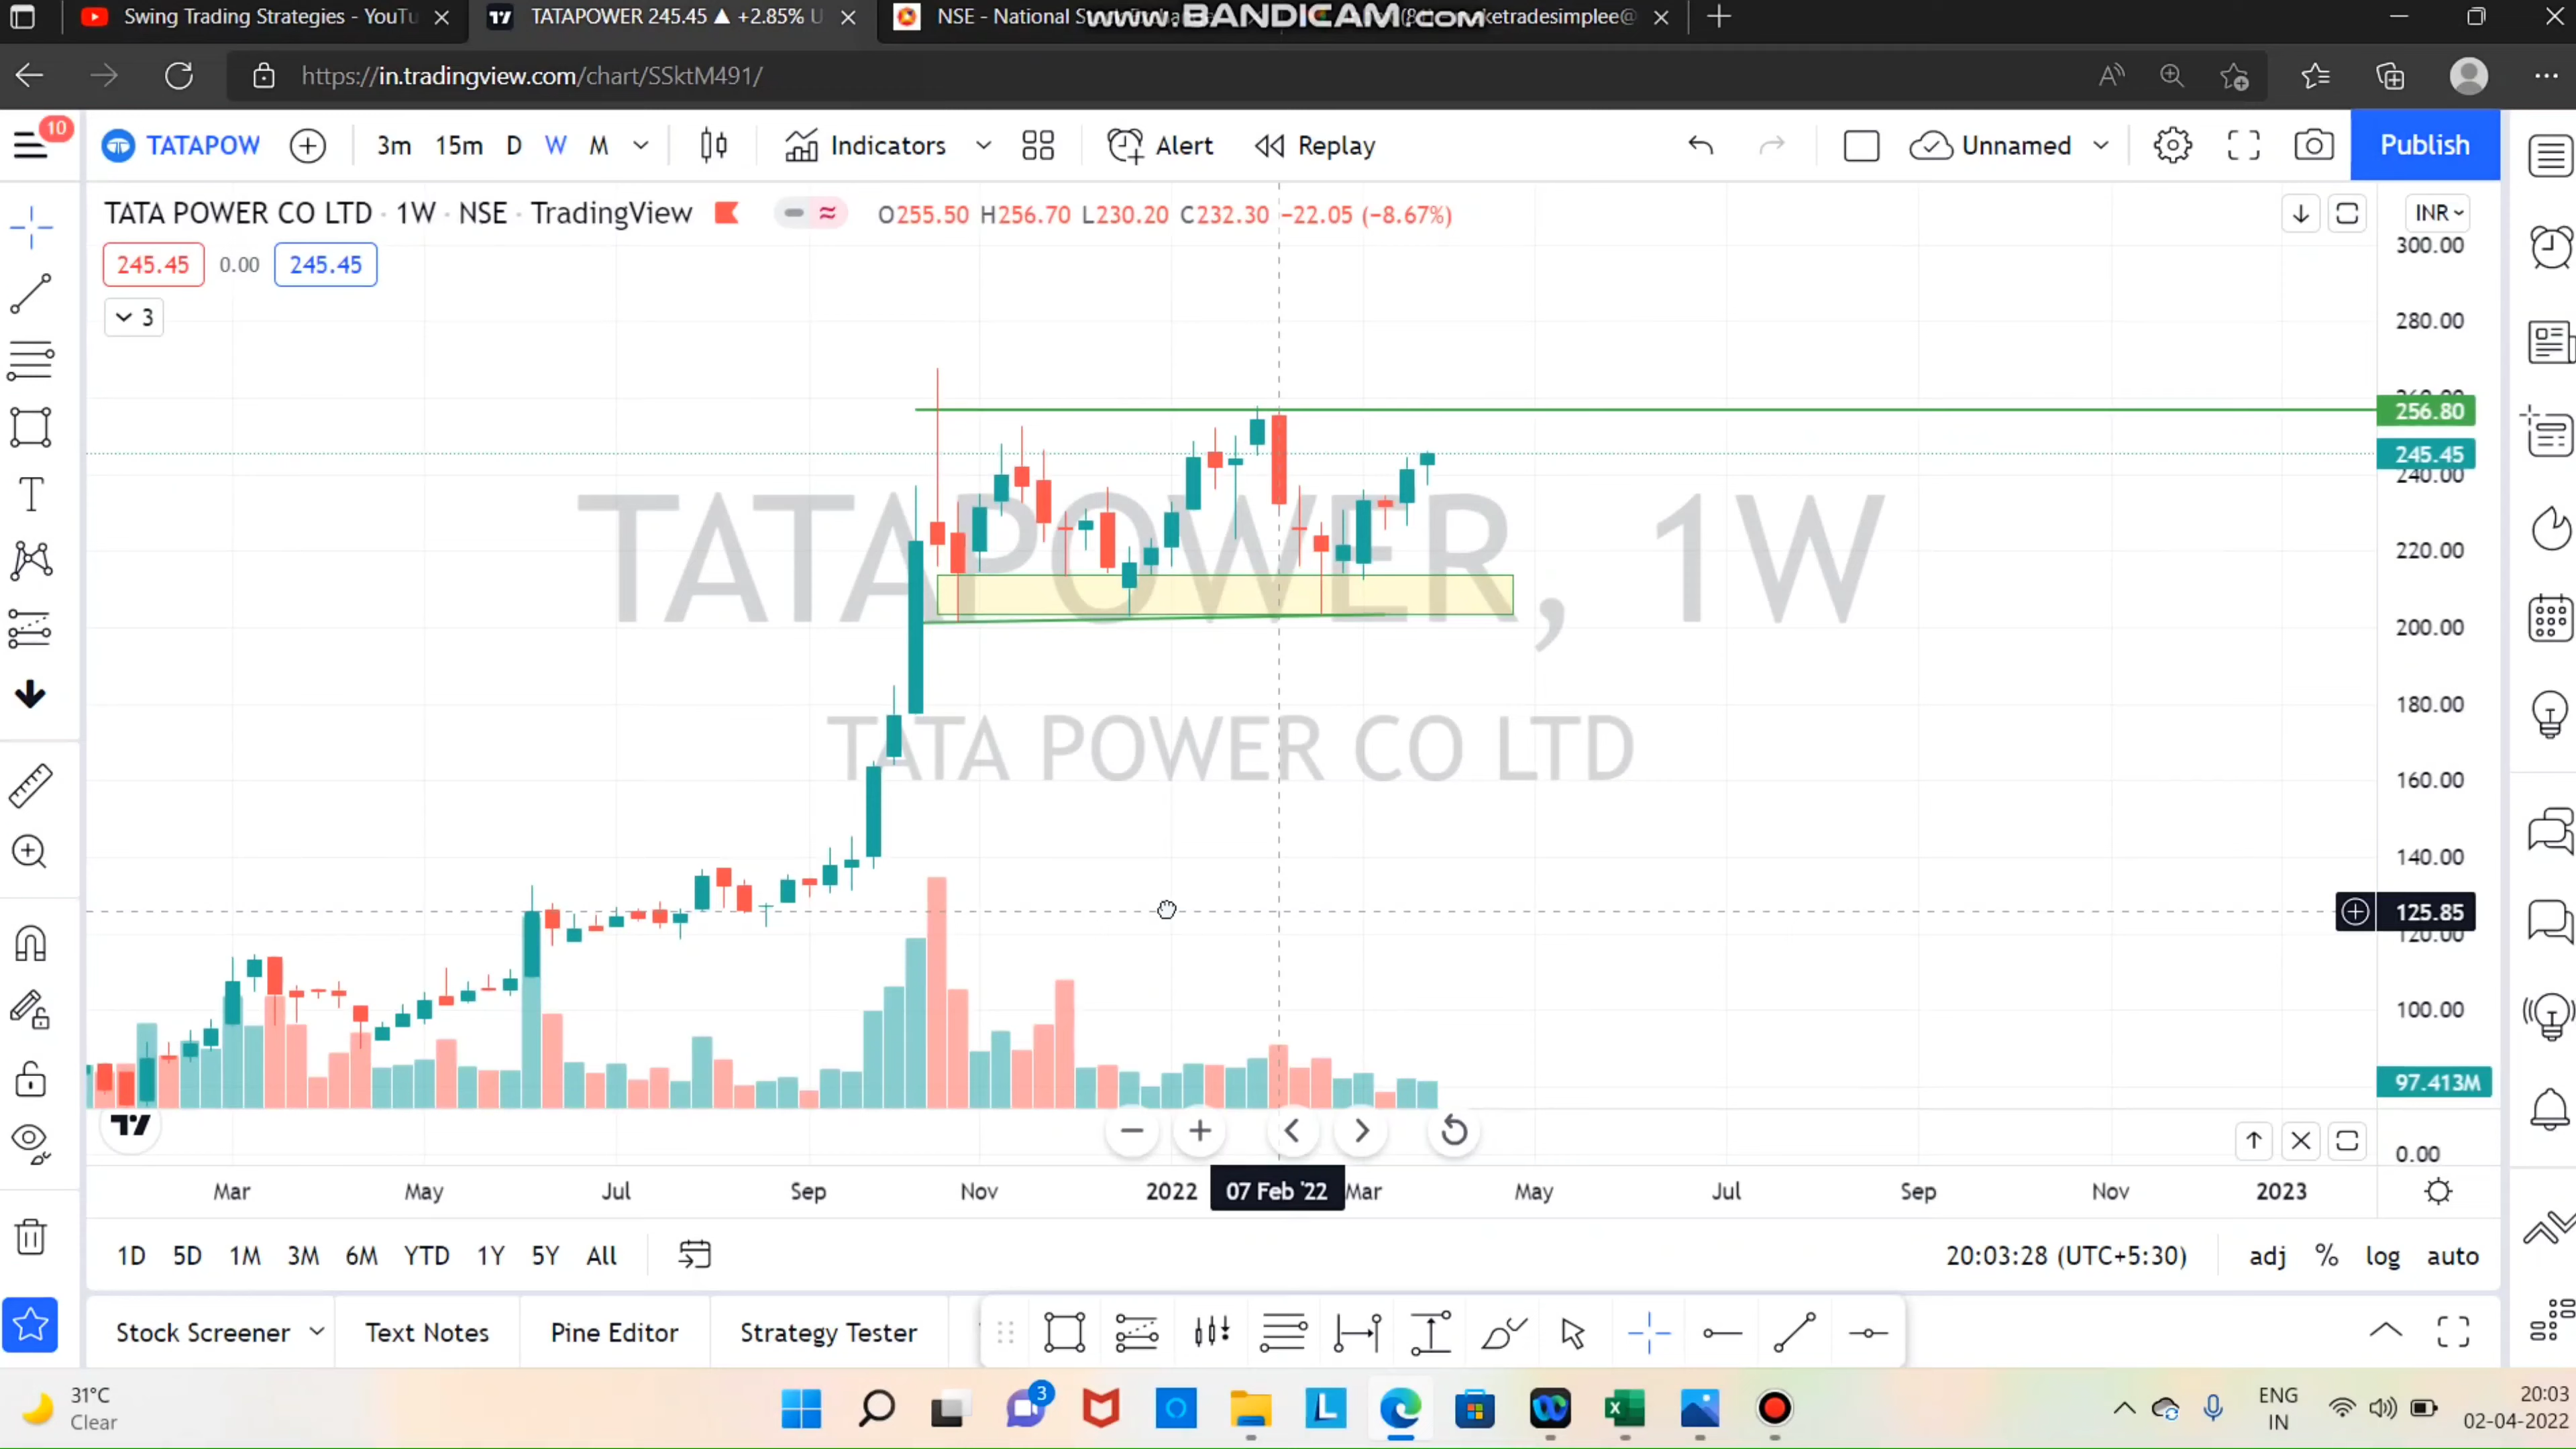 Swing Trading Strategies - YouTu
TATAPOWER 245.45 ▲ +2.85% U
NSE - National S
www.BANDICAM.com
ketradesimplee@
https://in.tradingview.com/chart/SSktM491/
10
TATAPOW
3m 15m D W M
Indicators
Alert
Replay
Unnamed
Publish
TATA POWER CO LTD · 1W · NSE · TradingView
O255.50 H256.70 L230.20 C232.30 −22.05 (−8.67%)
INR
245.45 0.00 245.45
3
300.00
280.00
256.80
245.45
240.00
220.00
200.00
180.00
160.00
140.00
125.85
120.00
100.00
97.413M
0.00
TATAPOWER, 1W
TATA POWER CO LTD
Mar May Jul Sep Nov 2022 07 Feb '22 Mar May Jul Sep Nov 2023
1D 5D 1M 3M 6M YTD 1Y 5Y All
20:03:28 (UTC+5:30) adj % log auto
Stock Screener Text Notes Pine Editor Strategy Tester
31°C
Clear
3
ENG
IN
20:03
02-04-2022